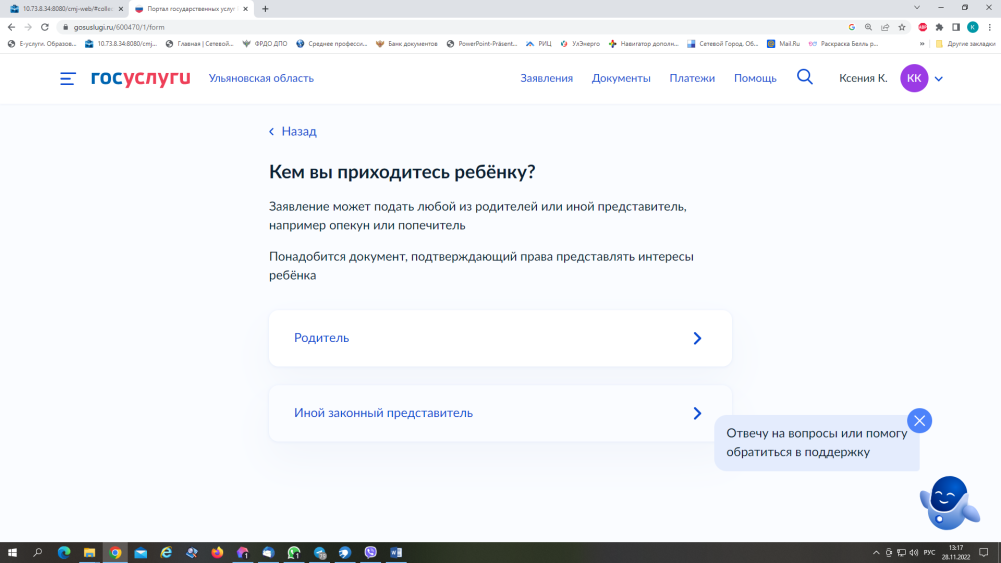 10.73.8.34:8080/cmj-web/#colle
Портал государственных услуг
gosuslugi.ru/600470/1/form
E-услуги. Образов...
10.73.8.34:8080/cmj...
Главная | Сетевой...
ФРДО ДПО
Среднее професси...
Банк документов
PowerPoint-Präsent...
РИЦ
УлЭнерго
Навигатор дополн...
Сетевой Город. Об...
Mail.Ru
Раскраска Белль р...
Другие закладки
госуслуги
Ульяновская область
Заявления
Документы
Платежи
Помощь
Ксения К.
КК
Назад
Кем вы приходитесь ребёнку?
Заявление может подать любой из родителей или иной представитель,
например опекун или попечитель
Понадобится документ, подтверждающий права представлять интересы
ребёнка
Родитель
Иной законный представитель
Отвечу на вопросы или помогу
обратиться в поддержку
РУС
13:17
28.11.2022